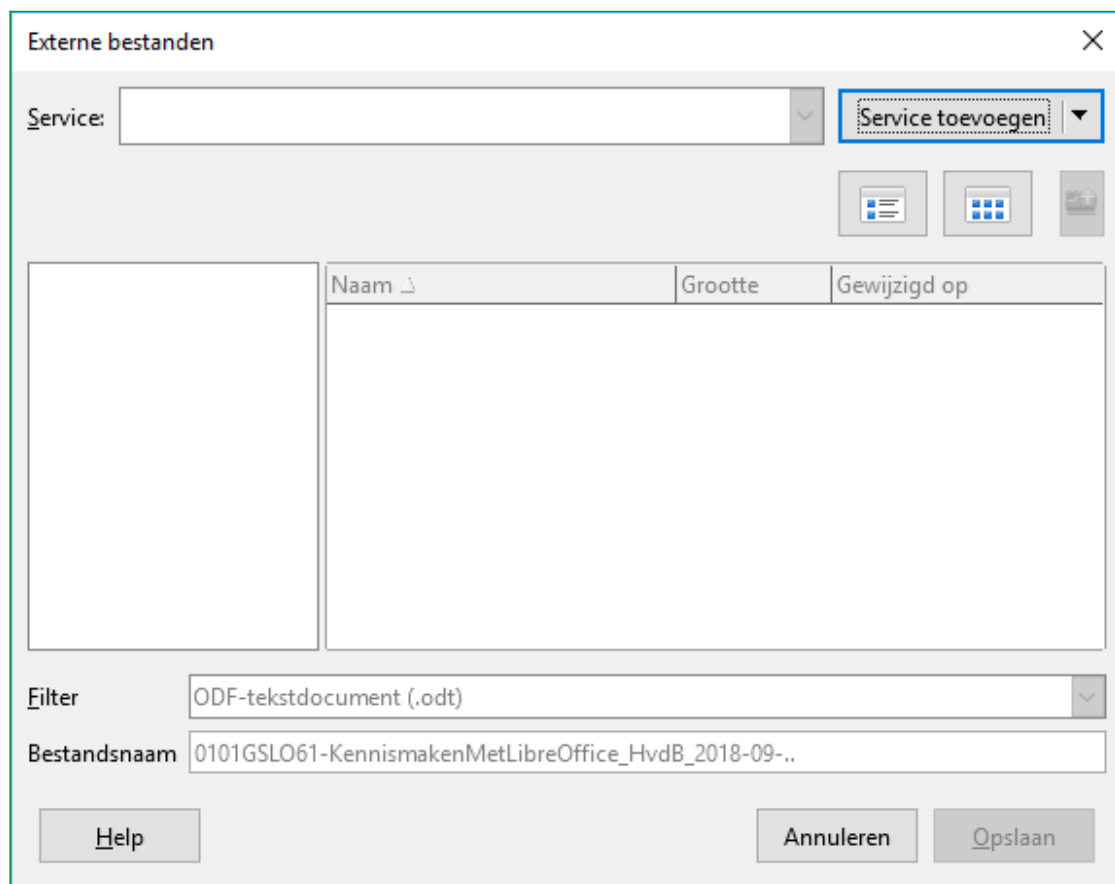 Externe bestanden
Service: Service toevoegen
Naam Grootte Gewijzigd op
Filter ODF-tekstdocument (.odt)
Bestandsnaam 0101GSLO61-KennismakenMetLibreOffice_HvdB_2018-09-..
Help Annuleren Opslaan